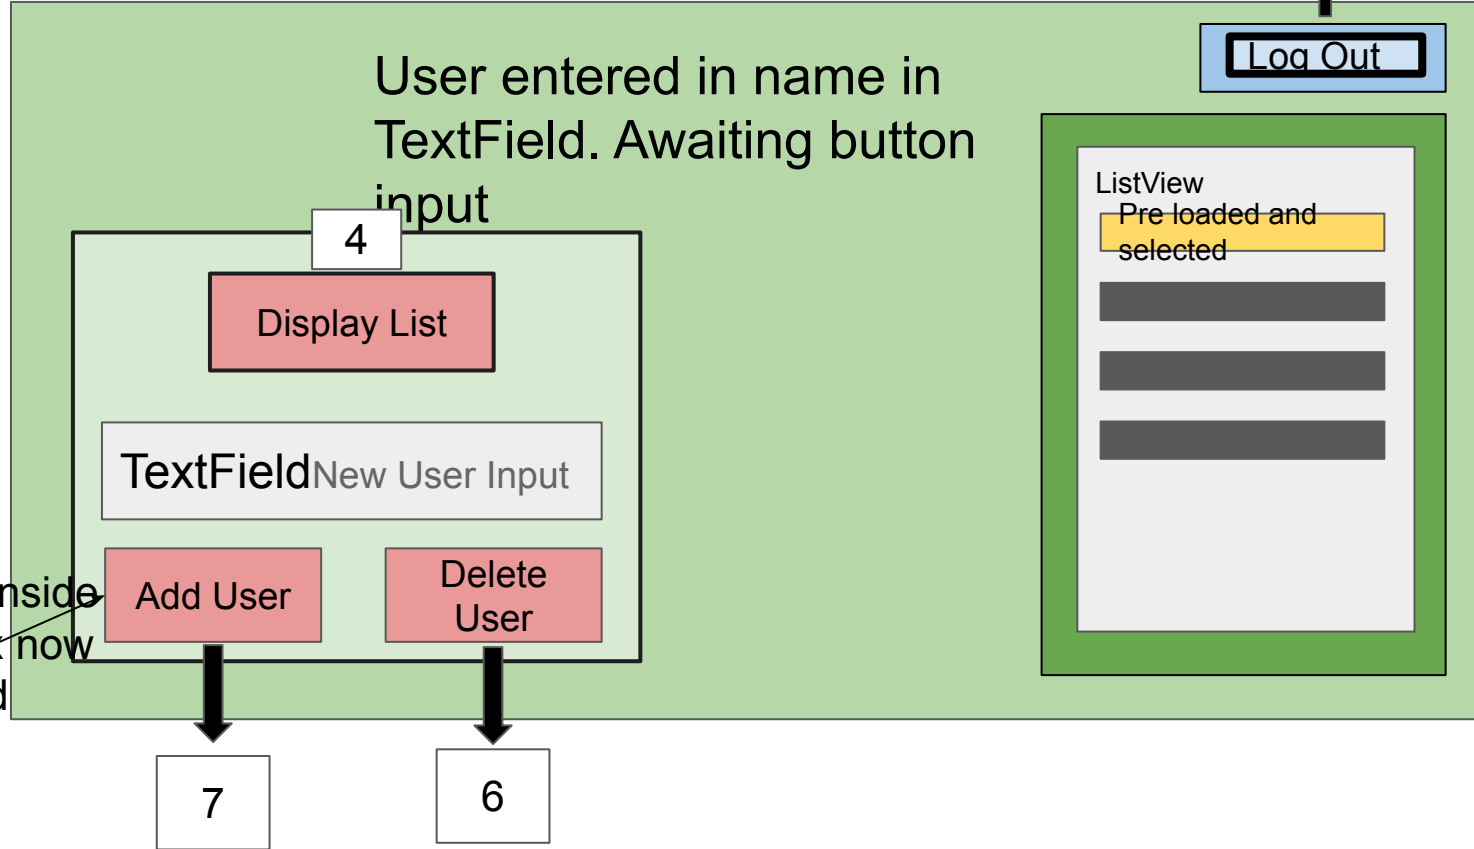 Log Out
User entered in name in
TextField. Awaiting button
input
ListView
Pre loaded and
selected
4
Display List
TextField New User Input
Add User
Delete
User
now
7
6